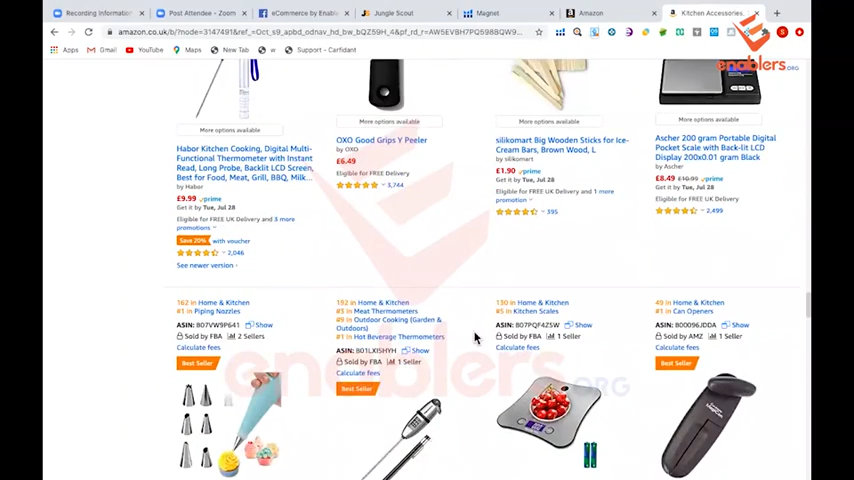 Recording Information
Post Attendee - Zoom
eCommerce by Enable
Jungle Scout
Magnet
Amazon
Kitchen Accessories
amazon.co.uk/b/?node=3147491&ref_=Oct_s9_apbd_odnav_hd_bw_bQZ59H_4&pf_rd_r=AW5EVBH7PQ598BQW9...
Apps
Gmail
YouTube
Maps
New Tab
w
Support - Carfidant
enablers.ORG
More options available
More options available
More options available
More options available
Habor Kitchen Cooking, Digital Multi-
Functional Thermometer with Instant
Read, Long Probe, Backlit LCD Screen,
Best for Food, Meat, Grill, BBQ, Milk...
by Habor
£9.99 prime
Get it by Tue, Jul 28
Eligible for FREE UK Delivery and 3 more
promotions
Save 20% with voucher
2,046
See newer version
OXO Good Grips Y Peeler
by OXO
£6.49
Eligible for FREE Delivery
3,744
silikomart Big Wooden Sticks for Ice-
Cream Bars, Brown Wood, L
by silikomart
£1.90 prime
Get it by Tue, Jul 28
Eligible for FREE UK Delivery and 1 more
promotion
395
Ascher 200 gram Portable Digital
Pocket Scale with Back-lit LCD
Display 200x0.01 gram Black
by Ascher
£8.49 £10.99 prime
Get it by Tue, Jul 28
Eligible for FREE UK Delivery
2,499
162 in Home & Kitchen
#1 in Piping Nozzles
ASIN: B07VW9P641 Show
Sold by FBA 2 Sellers
Calculate fees
Best Seller
192 in Home & Kitchen
#3 in Meat Thermometers
#9 in Outdoor Cooking (Garden &
Outdoors)
#1 in Hot Beverage Thermometers
ASIN: B01LXISHYH Show
Sold by FBA 1 Seller
Calculate fees
Best Seller
130 in Home & Kitchen
#5 in Kitchen Scales
ASIN: B07PQF4Z5W Show
Sold by FBA 1 Seller
Calculate fees
49 in Home & Kitchen
#1 in Can Openers
ASIN: B00096JDDA Show
Sold by AMZ 1 Seller
Calculate fees
Best Seller
enablers.ORG